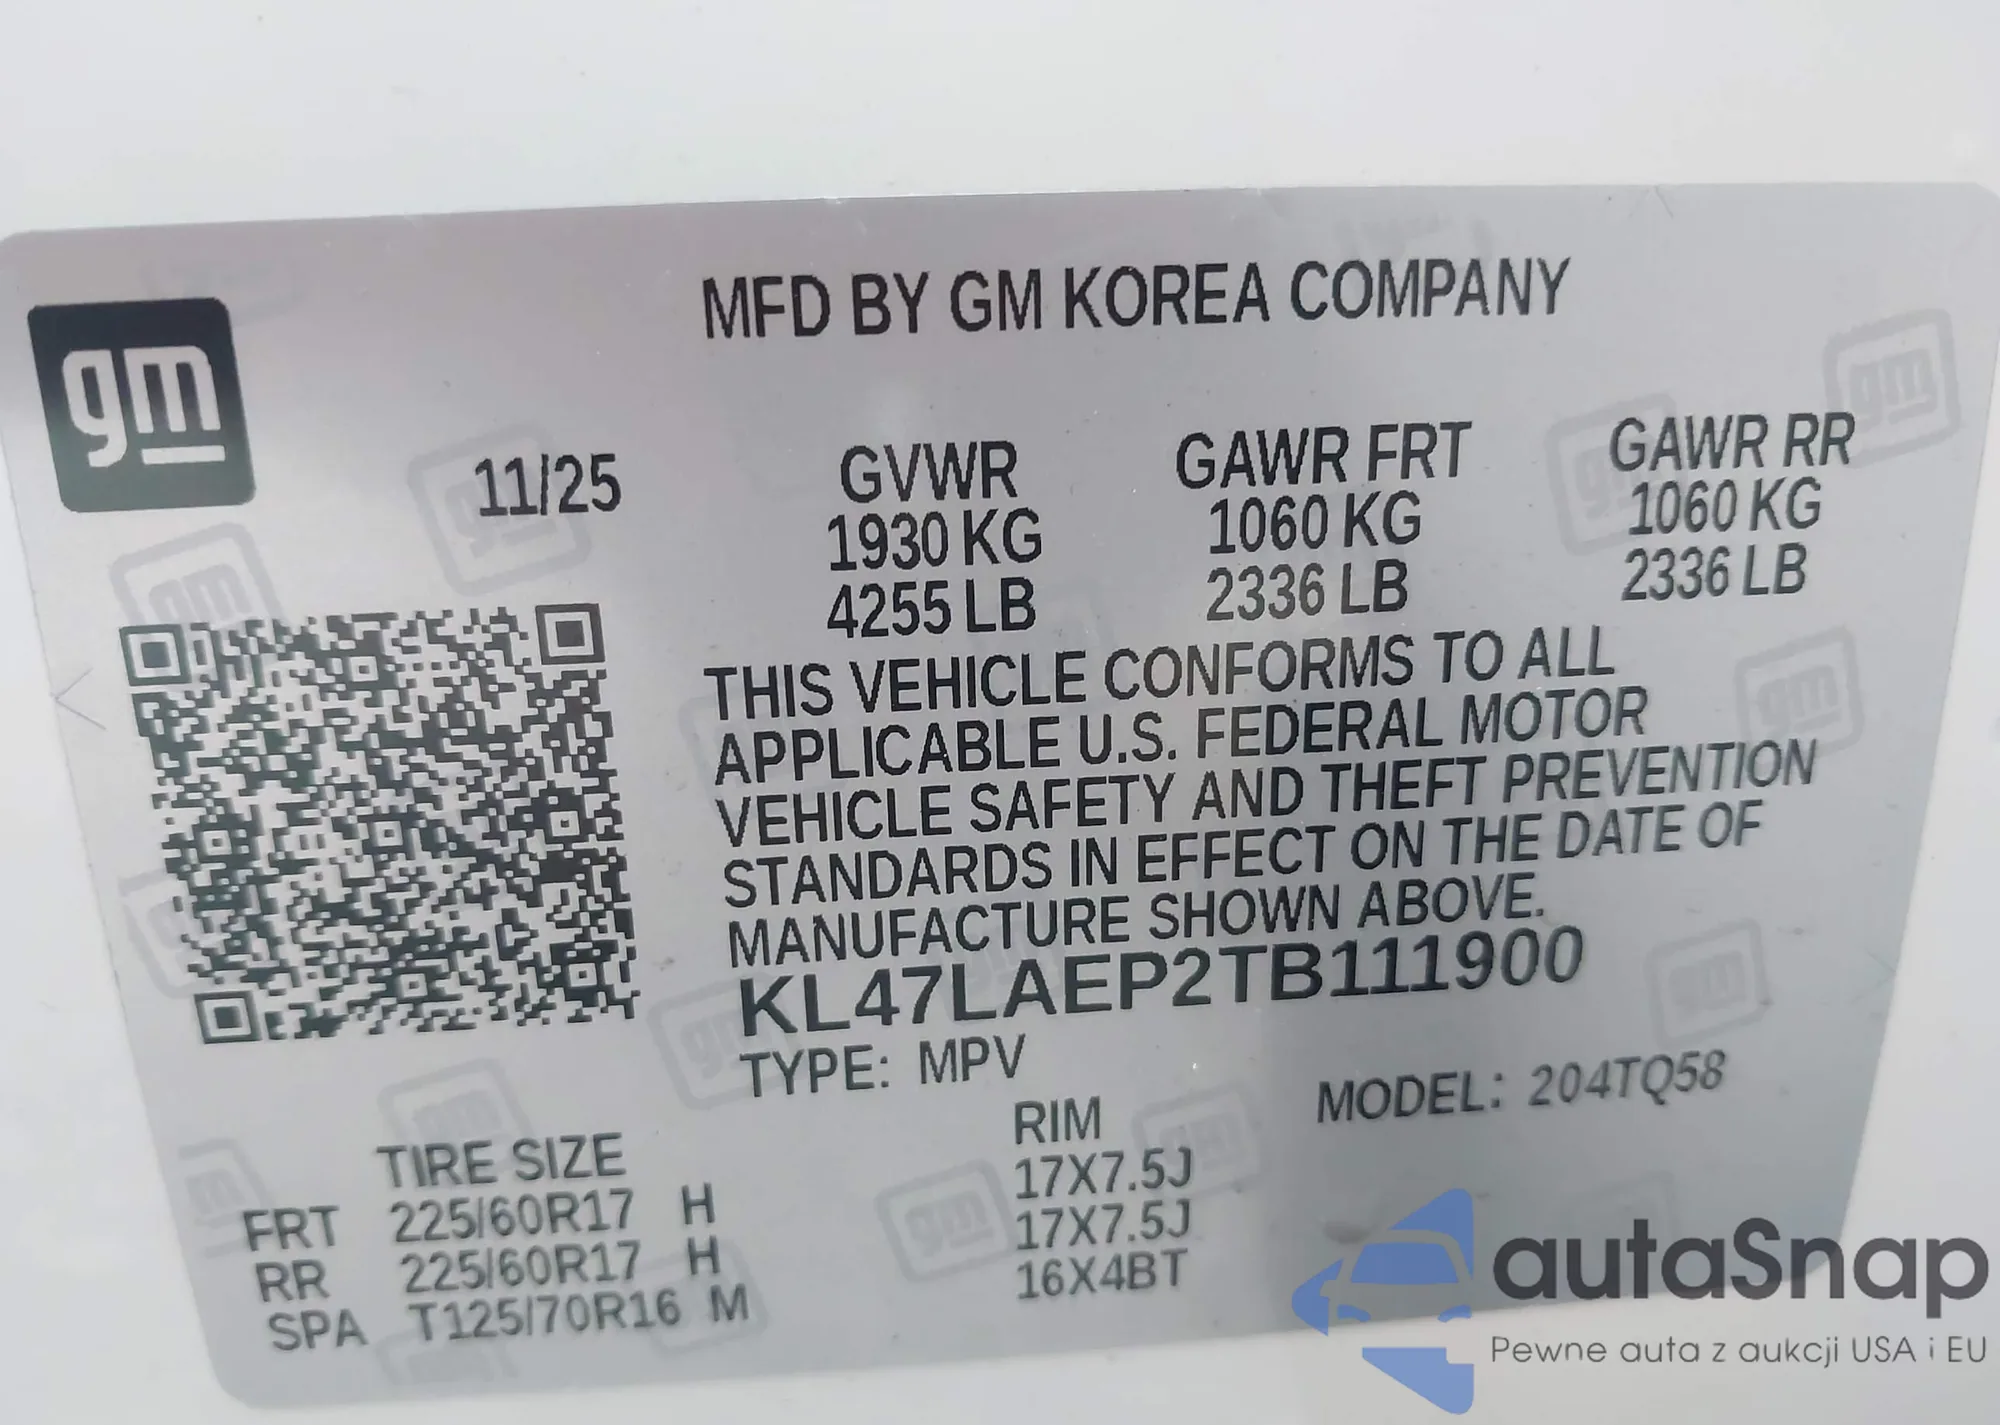 gm
MFD BY GM KOREA COMPANY
11/25
GVWR GAWR FRT GAWR RR
1930 KG 1060 KG 1060 KG
4255 LB 2336 LB 2336 LB
THIS VEHICLE CONFORMS TO ALL
APPLICABLE U.S. FEDERAL MOTOR
VEHICLE SAFETY AND THEFT PREVENTION
STANDARDS IN EFFECT ON THE DATE OF
MANUFACTURE SHOWN ABOVE.
KL47LAEP2TB111900
TYPE: MPV MODEL: 204TQ58
TIRE SIZE RIM
FRT 225/60R17 H 17X7.5J
RR 225/60R17 H 17X7.5J
SPA T125/70R16 M 16X4BT
autaSnap
Pewne auta z aukcji USA i EU